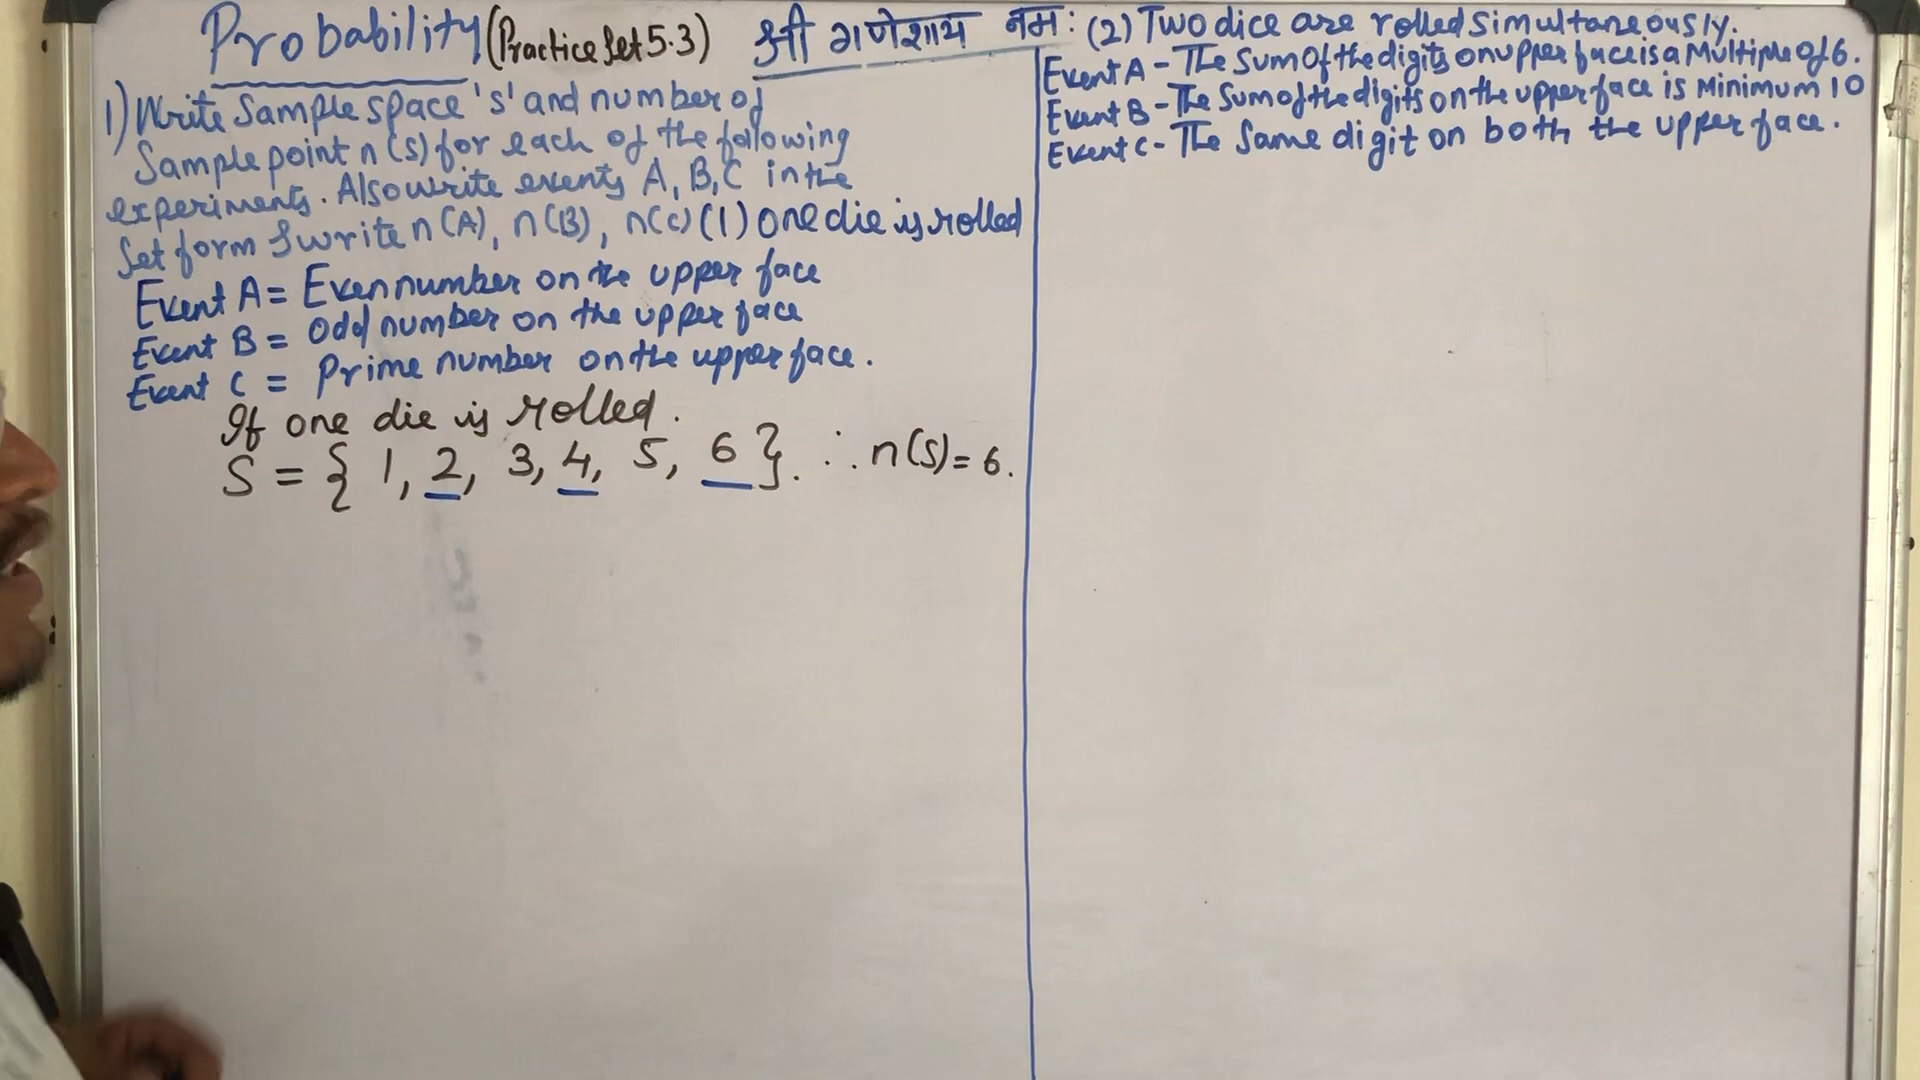 Probability (Practice Set 5.3) श्री गणेशाय नमः
1) Write Sample space 's' and number of
Sample point n(s) for each of the following
experiments. Also write events A, B, C in the
Set form & write n(A), n(B), n(c) (1) One die is rolled
Event A = Even number on the upper face
Event B = Odd number on the upper face
Event C = Prime number on the upper face.
If one die is rolled.
S = { 1, 2, 3, 4, 5, 6 }. ∴ n(S) = 6.
(2) Two dice are rolled simultaneously.
Event A - The Sum Of the digits on upper face is a Multiple of 6.
Event B - The Sum of the digits on the upper face is Minimum 10
Event C - The Same digit on both the upper face.